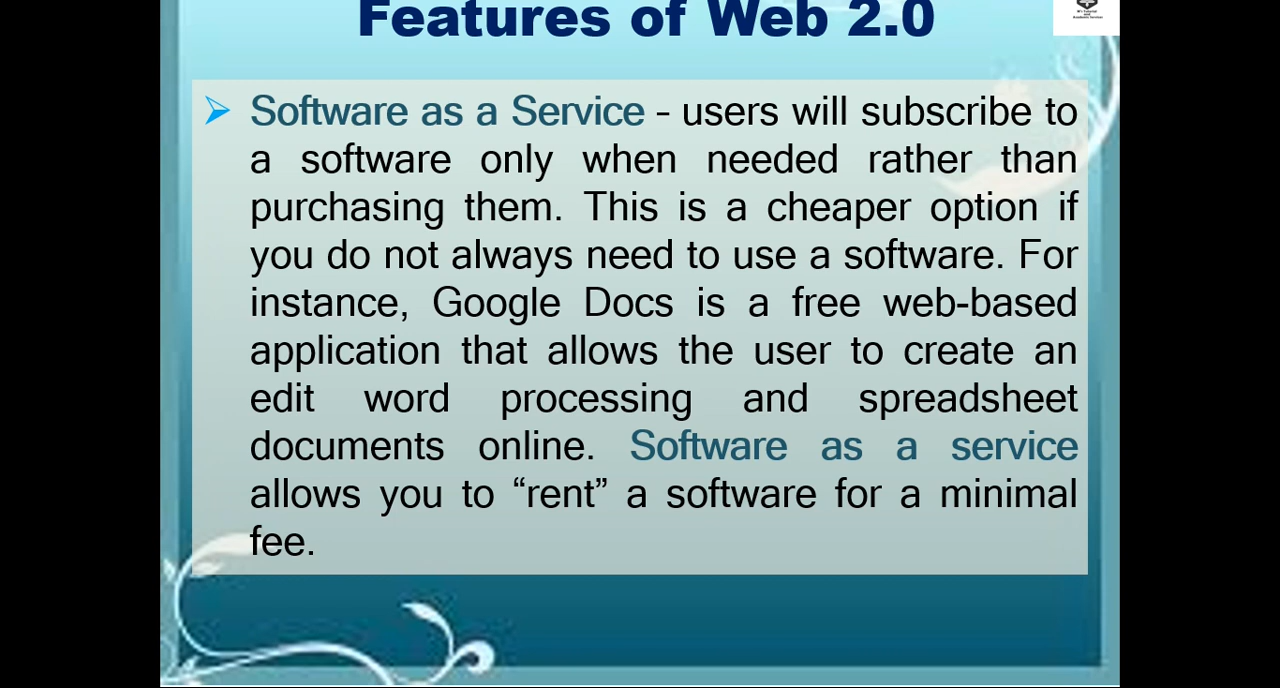 Features of Web 2.0
Software as a Service – users will subscribe to
a software only when needed rather than
purchasing them. This is a cheaper option if
you do not always need to use a software. For
instance, Google Docs is a free web-based
application that allows the user to create an
edit word processing and spreadsheet
documents online. Software as a service
allows you to “rent” a software for a minimal
fee.